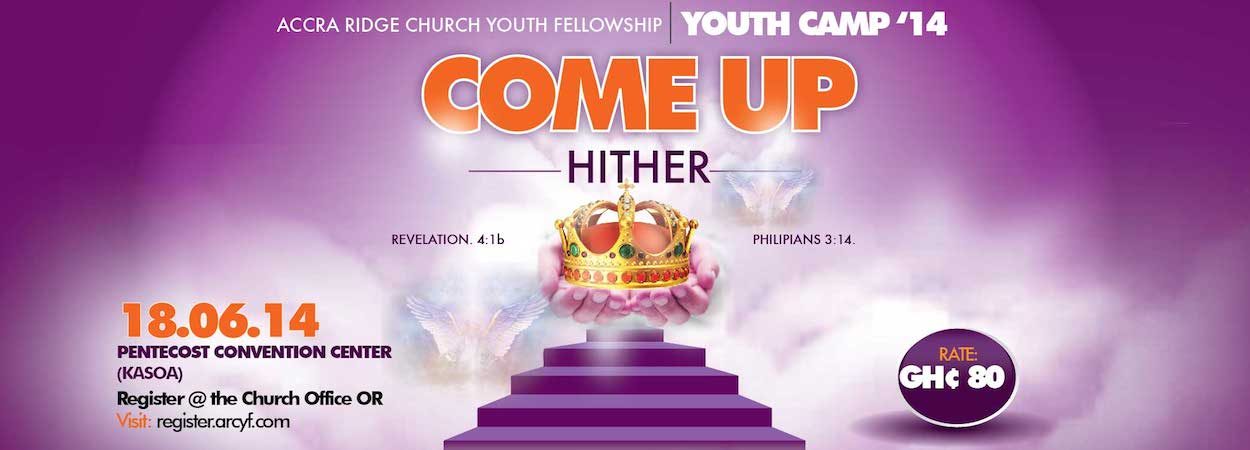 ACCRA RIDGE CHURCH YOUTH FELLOWSHIP | YOUTH CAMP ‘14
COME UP
HITHER
REVELATION. 4:1b
PHILIPIANS 3:14.
18.06.14
PENTECOST CONVENTION CENTER
(KASOA)
Register @ the Church Office OR
Visit: register.arcyf.com
RATE:
GH¢ 80